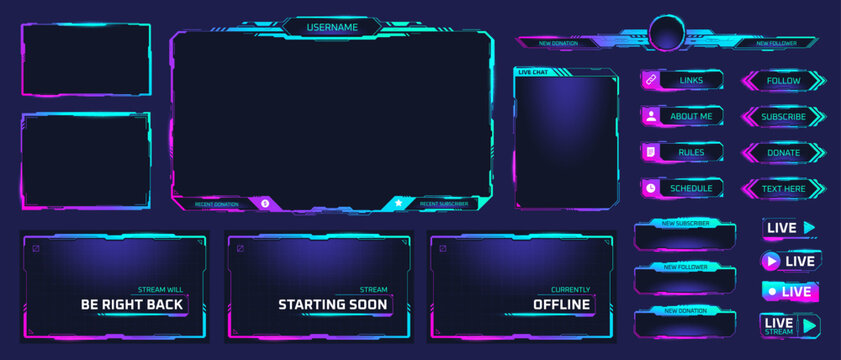 USERNAME
RECENT DONATION
RECENT SUBSCRIBER
NEW DONATION
NEW FOLLOWER
LIVE CHAT
LINKS
FOLLOW
ABOUT ME
SUBSCRIBE
RULES
DONATE
SCHEDULE
TEXT HERE
STREAM WILL
BE RIGHT BACK
STREAM
STARTING SOON
CURRENTLY
OFFLINE
NEW SUBSCRIBER
NEW FOLLOWER
NEW DONATION
LIVE
LIVE
LIVE
LIVE
STREAM